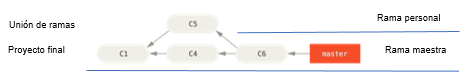 Unión de ramas
C5
Rama personal
Proyecto final
C1
C4
C6
master
Rama maestra